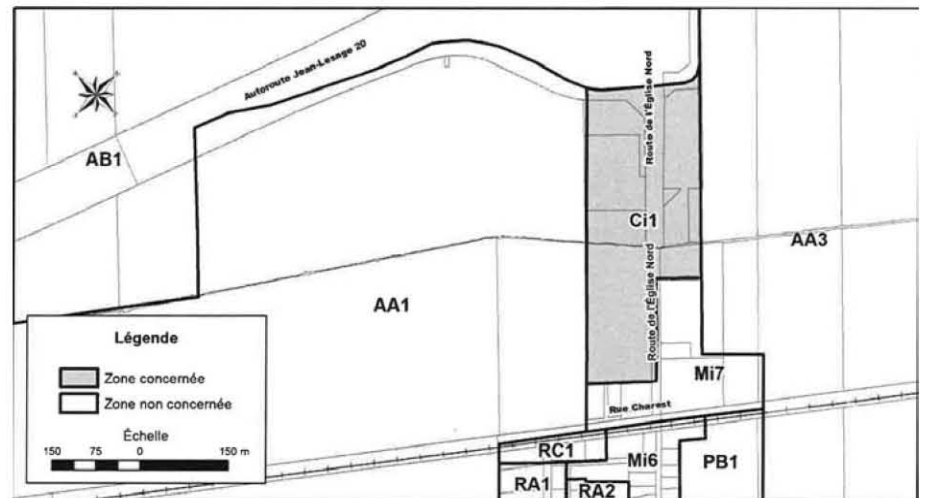 Autoroute Jean-Lesage 20
Route de l'Église Nord
AB1
Ci1
AA3
Route de l'Église Nord
AA1
Légende
Zone concernée
Zone non concernée
Échelle
150 75 0 150 m
Mi7
Rue Charest
RC1
Mi6
PB1
RA1
RA2